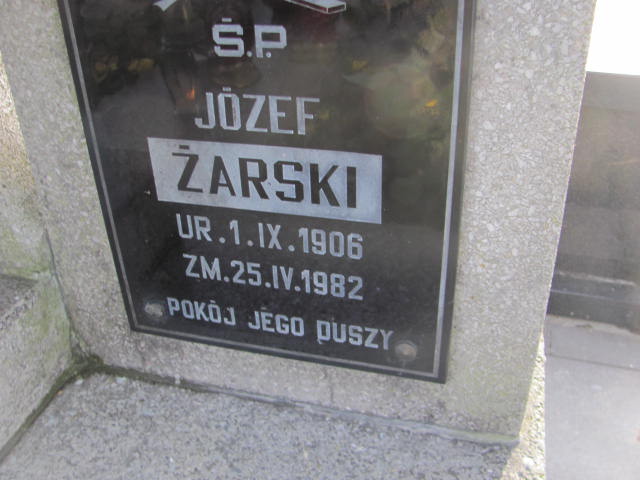 Ś.P.
JÓZEF
ŻARSKI
UR. 1. IX. 1906
ZM. 25. IV. 1982
POKÓJ JEGO DUSZY